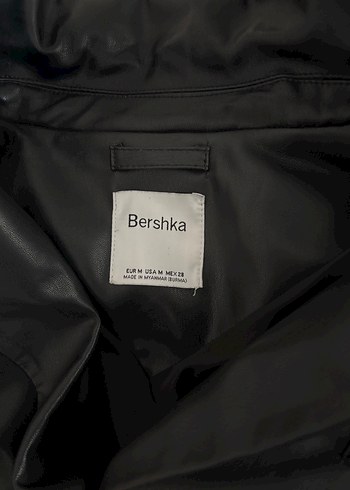 Bershka
EUR M USA M MEX 28
MADE IN MYANMAR (BURMA)